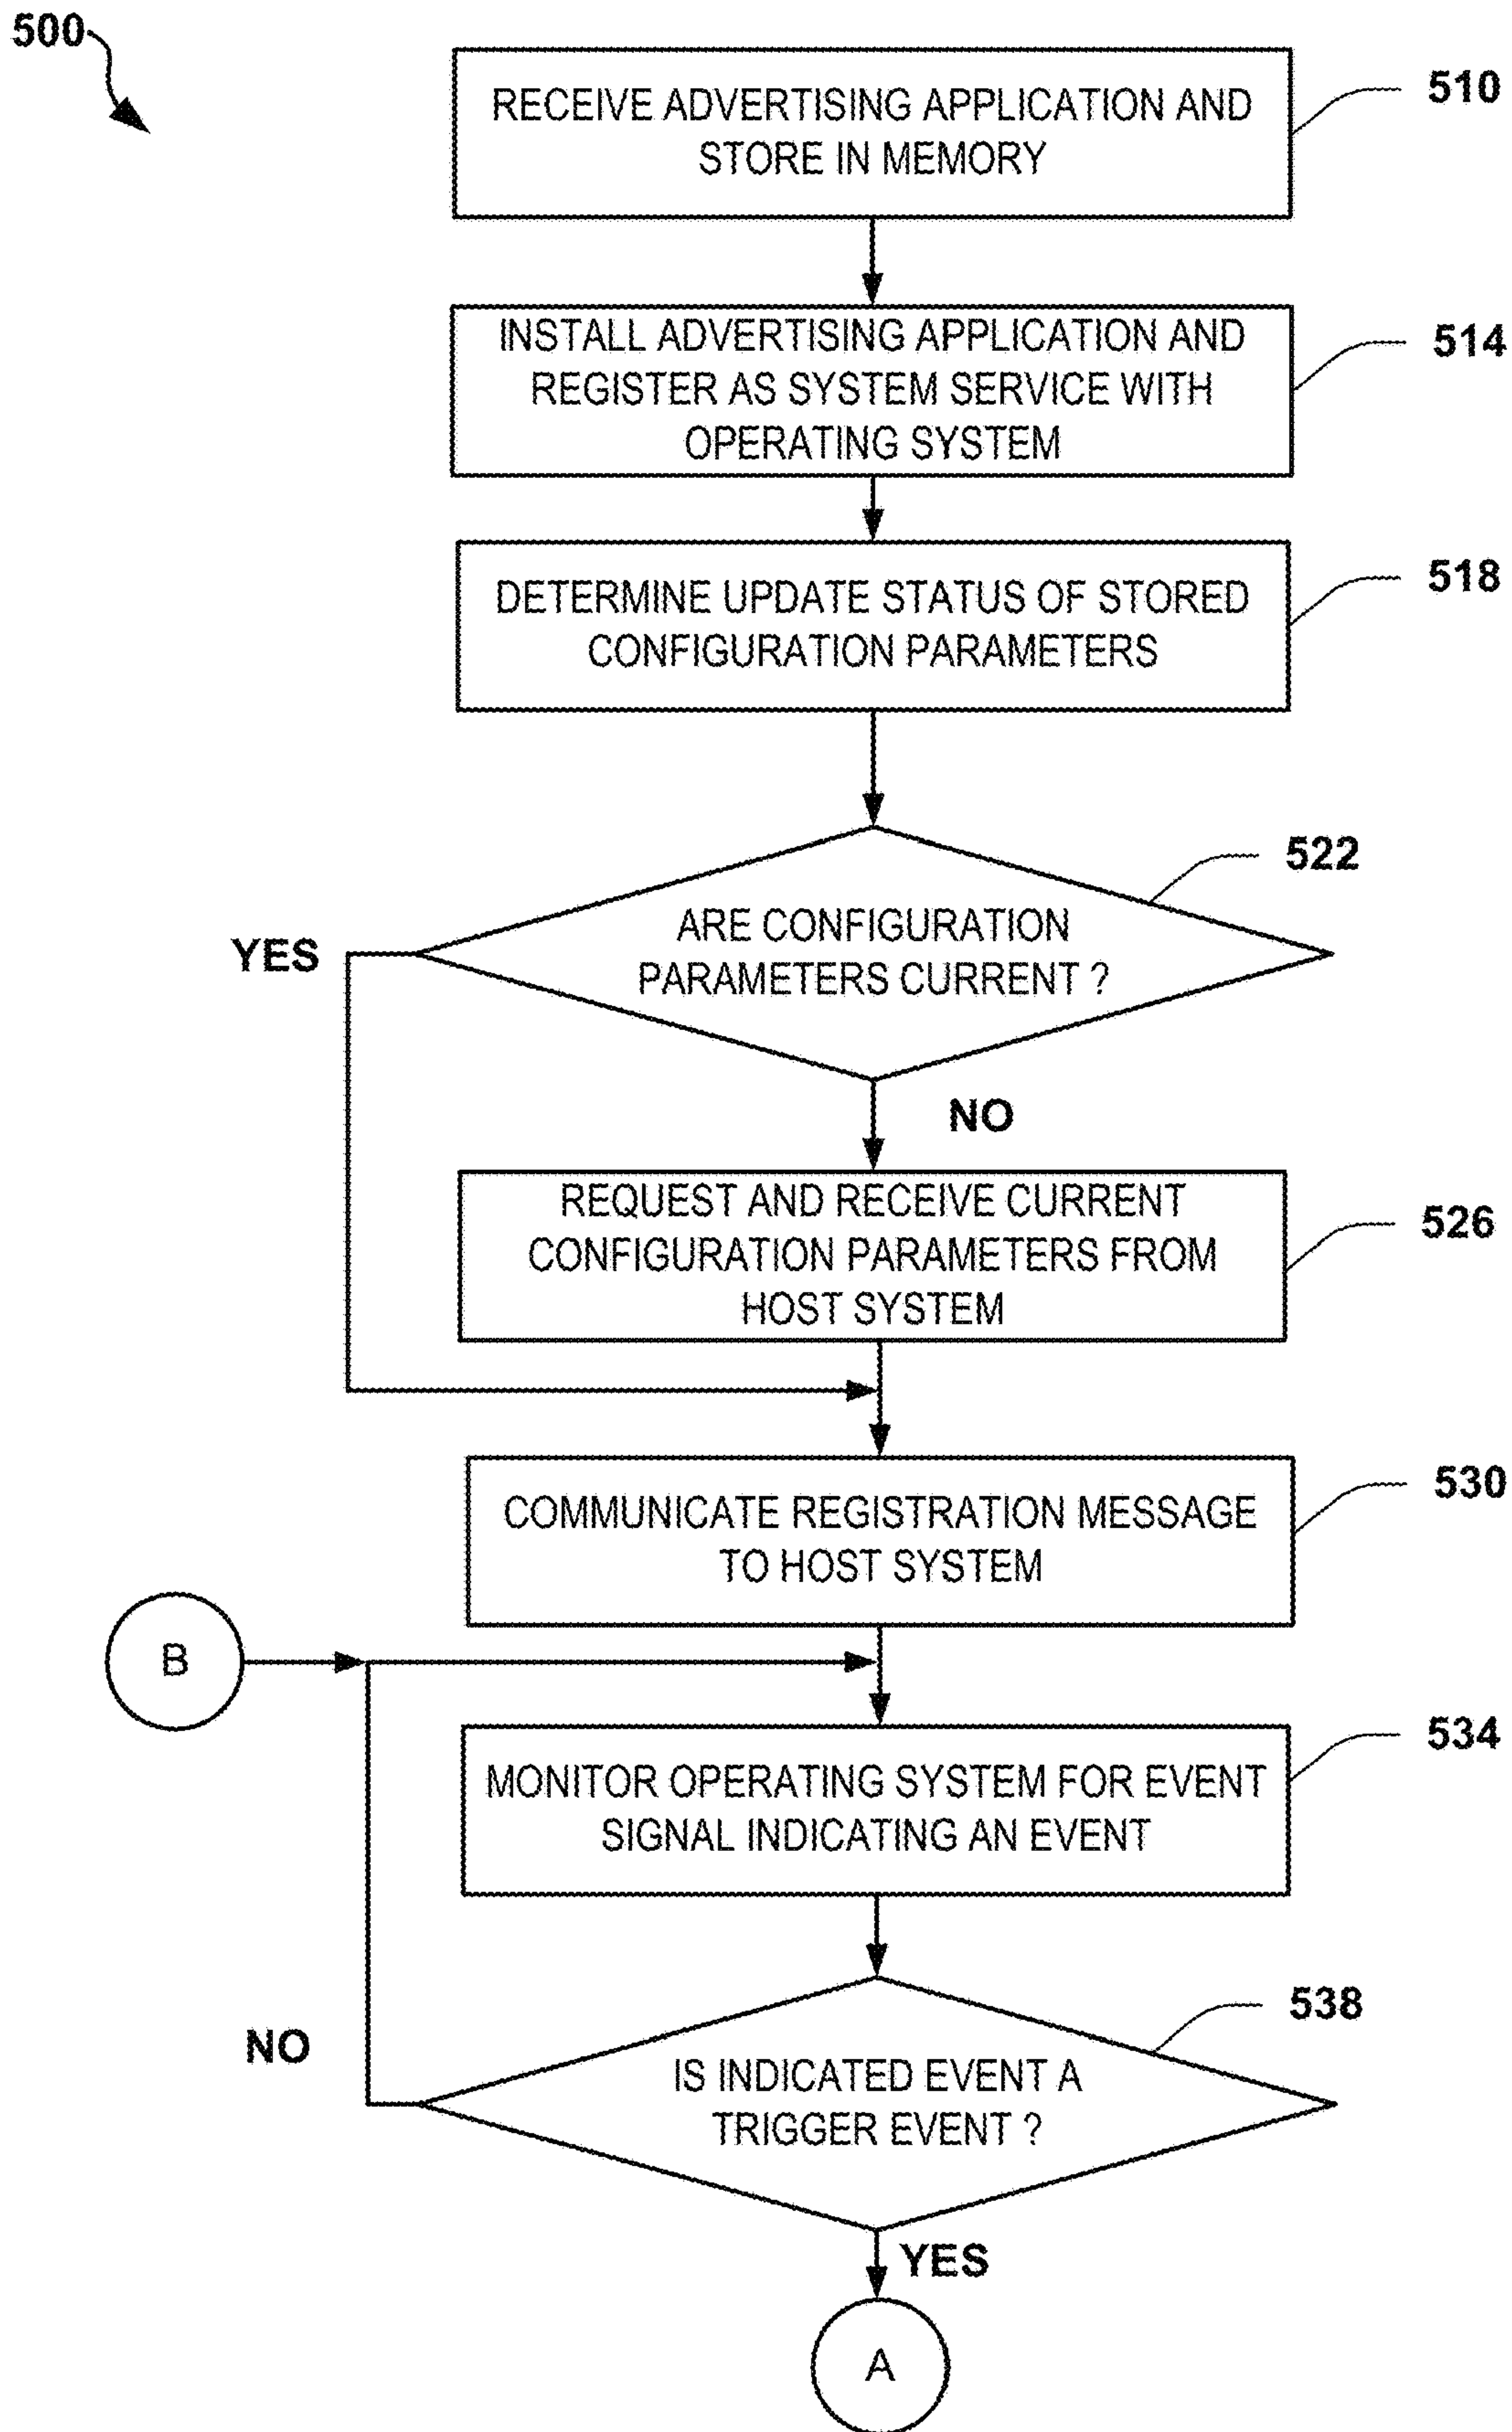 500
RECEIVE ADVERTISING APPLICATION AND
STORE IN MEMORY
510
INSTALL ADVERTISING APPLICATION AND
REGISTER AS SYSTEM SERVICE WITH
OPERATING SYSTEM
514
DETERMINE UPDATE STATUS OF STORED
CONFIGURATION PARAMETERS
518
522
ARE CONFIGURATION
PARAMETERS CURRENT ?
YES
NO
REQUEST AND RECEIVE CURRENT
CONFIGURATION PARAMETERS FROM
HOST SYSTEM
526
COMMUNICATE REGISTRATION MESSAGE
TO HOST SYSTEM
530
B
MONITOR OPERATING SYSTEM FOR EVENT
SIGNAL INDICATING AN EVENT
534
538
IS INDICATED EVENT A
TRIGGER EVENT ?
NO
YES
A